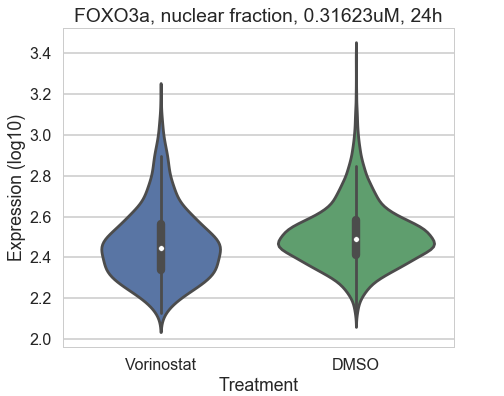 FOXO3a, nuclear fraction, 0.31623uM, 24h
Expression (log10)
3.4
3.2
3.0
2.8
2.6
2.4
2.2
2.0
Vorinostat
DMSO
Treatment